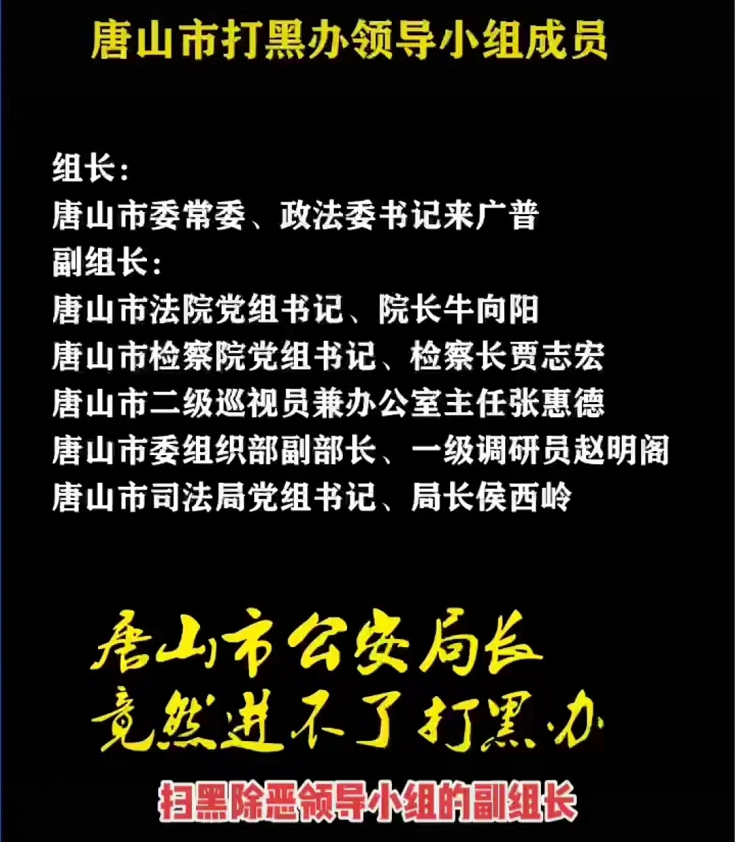 唐山市打黑办领导小组成员
组长：
唐山市委常委、政法委书记来广普
副组长：
唐山市法院党组书记、院长牛向阳
唐山市检察院党组书记、检察长贾志宏
唐山市二级巡视员兼办公室主任张惠德
唐山市委组织部副部长、一级调研员赵明阁
唐山市司法局党组书记、局长侯西岭
唐山市公安局长
竟然进不了打黑办
扫黑除恶领导小组的副组长